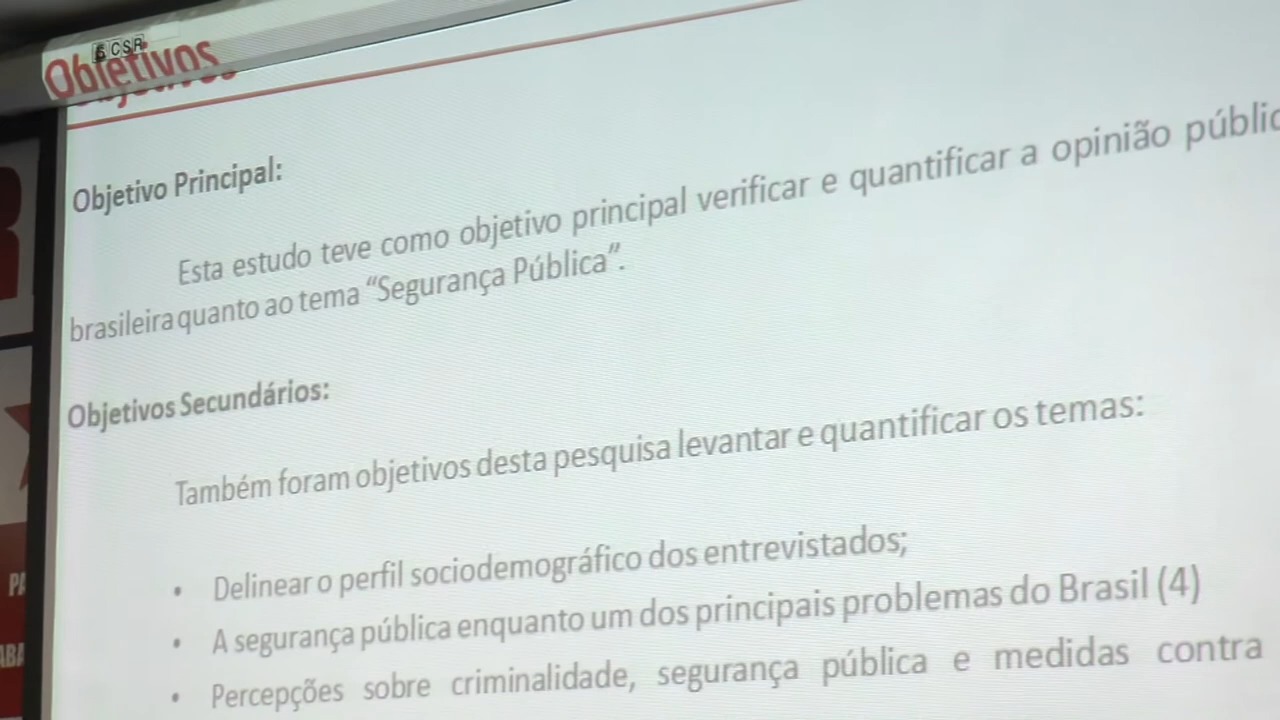 CSR
Objetivos
Objetivo Principal:
Esta estudo teve como objetivo principal verificar e quantificar a opinião públic
brasileira quanto ao tema “Segurança Pública”.
Objetivos Secundários:
Também foram objetivos desta pesquisa levantar e quantificar os temas:
• Delinear o perfil sociodemográfico dos entrevistados;
• A segurança pública enquanto um dos principais problemas do Brasil (4)
• Percepções sobre criminalidade, segurança pública e medidas contra
PA
ABA